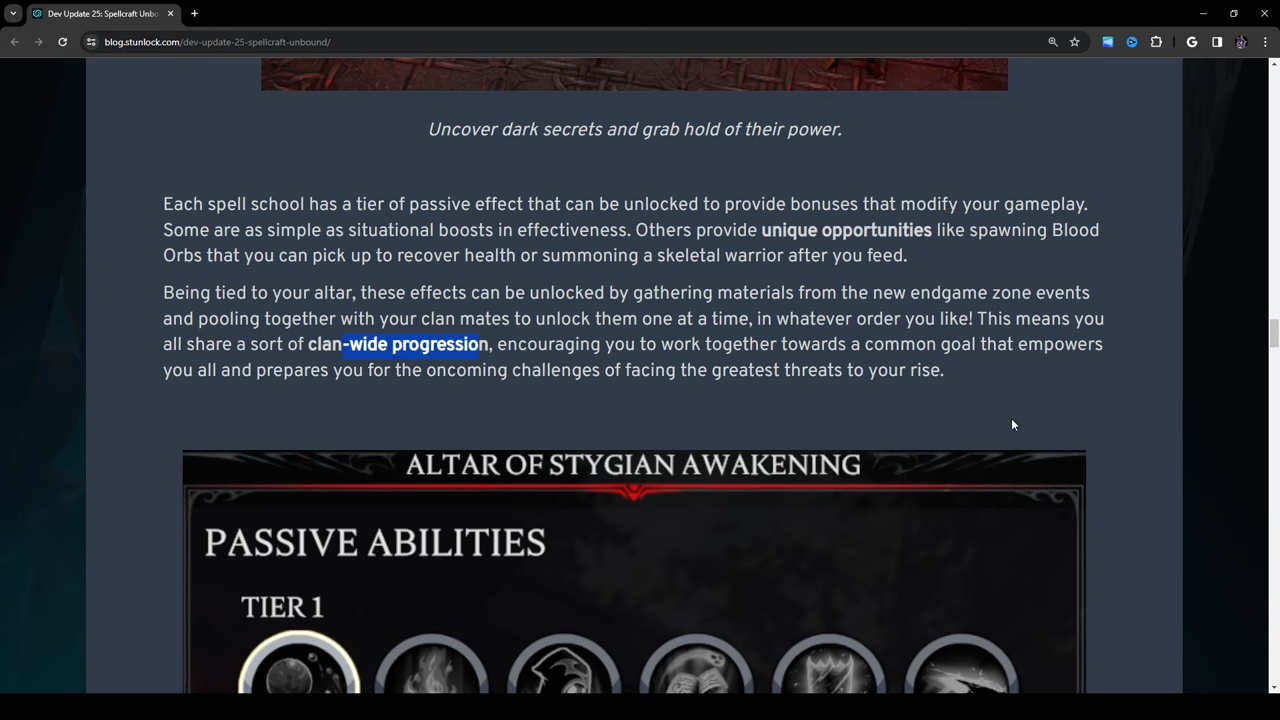 Dev Update 25: Spellcraft Unbo
blog.stunlock.com/dev-update-25-spellcraft-unbound/
Uncover dark secrets and grab hold of their power.
Each spell school has a tier of passive effect that can be unlocked to provide bonuses that modify your gameplay.
Some are as simple as situational boosts in effectiveness. Others provide unique opportunities like spawning Blood
Orbs that you can pick up to recover health or summoning a skeletal warrior after you feed.
Being tied to your altar, these effects can be unlocked by gathering materials from the new endgame zone events
and pooling together with your clan mates to unlock them one at a time, in whatever order you like! This means you
all share a sort of clan-wide progression, encouraging you to work together towards a common goal that empowers
you all and prepares you for the oncoming challenges of facing the greatest threats to your rise.
ALTAR OF STYGIAN AWAKENING
PASSIVE ABILITIES
TIER 1